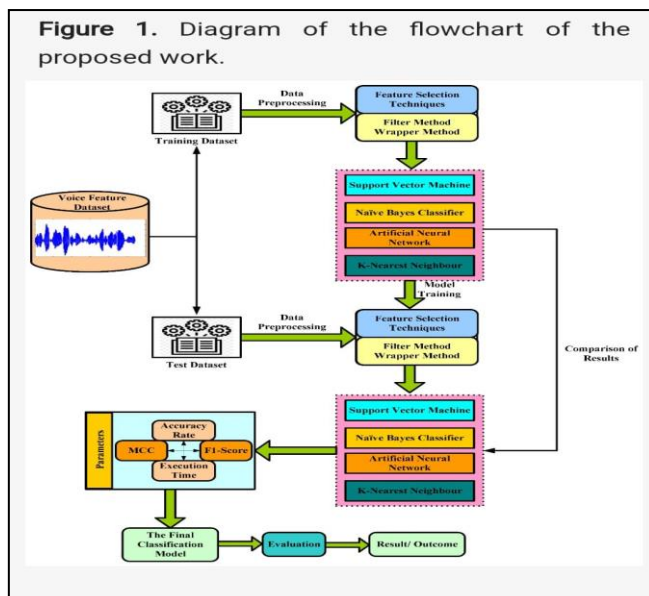 Figure 1. Diagram of the flowchart of the
proposed work.
Data
Preprocessing
Feature Selection
Techniques
Filter Method
Wrapper Method
Training Dataset
Voice Feature
Dataset
Support Vector Machine
Naïve Bayes Classifier
Artificial Neural
Network
K-Nearest Neighbour
Model
Training
Data
Preprocessing
Feature Selection
Techniques
Filter Method
Wrapper Method
Test Dataset
Comparison of
Results
Support Vector Machine
Naïve Bayes Classifier
Artificial Neural
Network
K-Nearest Neighbour
Parameters
Accuracy
Rate
MCC
F1-Score
Execution
Time
The Final
Classification
Model
Evaluation
Result/ Outcome